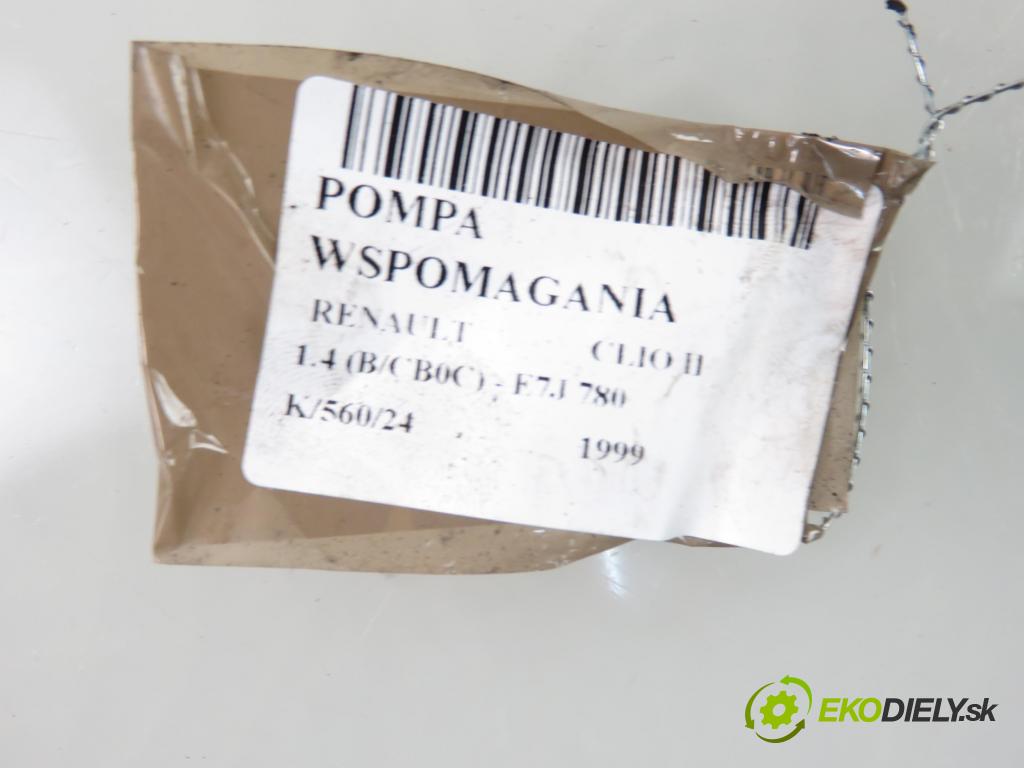 POMPA
WSPOMAGANIA
RENAULT CLIO II
1.4 (B/CB0C) - E7J 780
K/560/24 1999
EKODIELY.sk